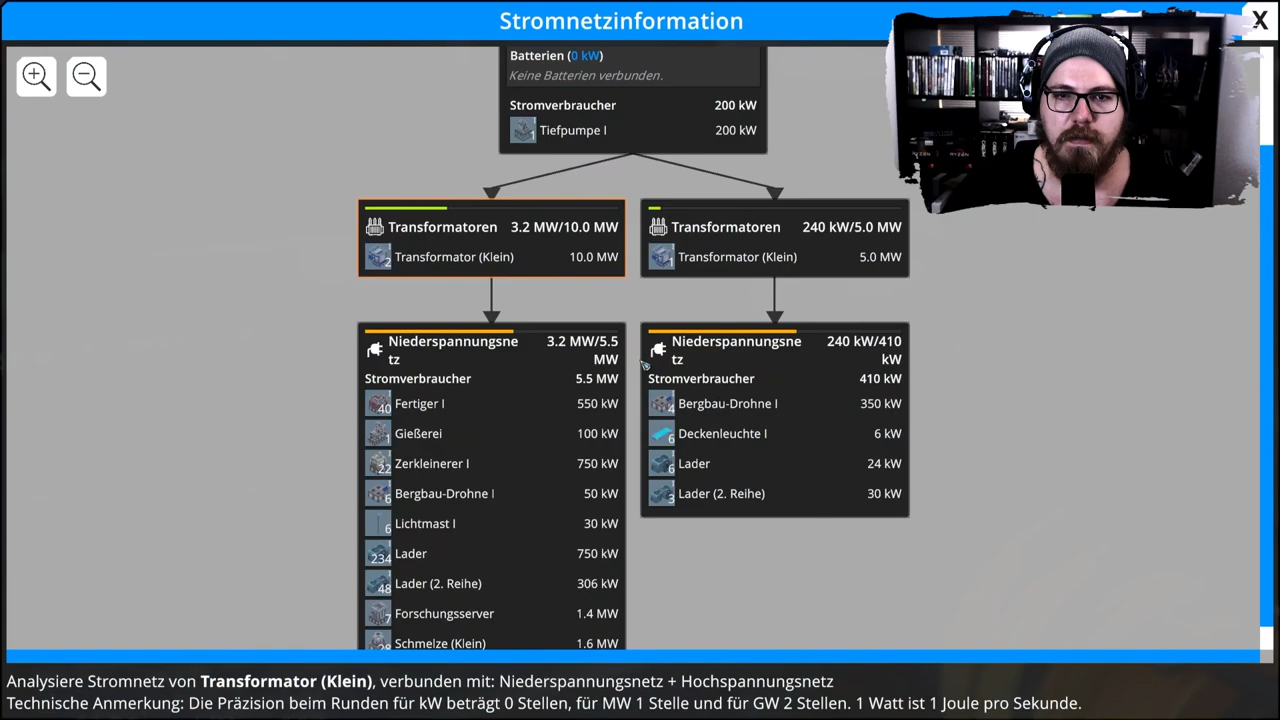 Stromnetzinformation
X
Batterien (0 kW)
Keine Batterien verbunden.
Stromverbraucher 200 kW
1 Tiefpumpe I 200 kW
Transformatoren 3.2 MW/10.0 MW
2 Transformator (Klein) 10.0 MW
Transformatoren 240 kW/5.0 MW
1 Transformator (Klein) 5.0 MW
Niederspannungsne 3.2 MW/5.5
tz MW
Stromverbraucher 5.5 MW
40 Fertiger I 550 kW
1 Gießerei 100 kW
22 Zerkleinerer I 750 kW
6 Bergbau-Drohne I 50 kW
6 Lichtmast I 30 kW
234 Lader 750 kW
48 Lader (2. Reihe) 306 kW
7 Forschungsserver 1.4 MW
28 Schmelze (Klein) 1.6 MW
Niederspannungsne 240 kW/410
tz kW
Stromverbraucher 410 kW
4 Bergbau-Drohne I 350 kW
6 Deckenleuchte I 6 kW
6 Lader 24 kW
3 Lader (2. Reihe) 30 kW
Analysiere Stromnetz von Transformator (Klein), verbunden mit: Niederspannungsnetz + Hochspannungsnetz
Technische Anmerkung: Die Präzision beim Runden für kW beträgt 0 Stellen, für MW 1 Stelle und für GW 2 Stellen. 1 Watt ist 1 Joule pro Sekunde.